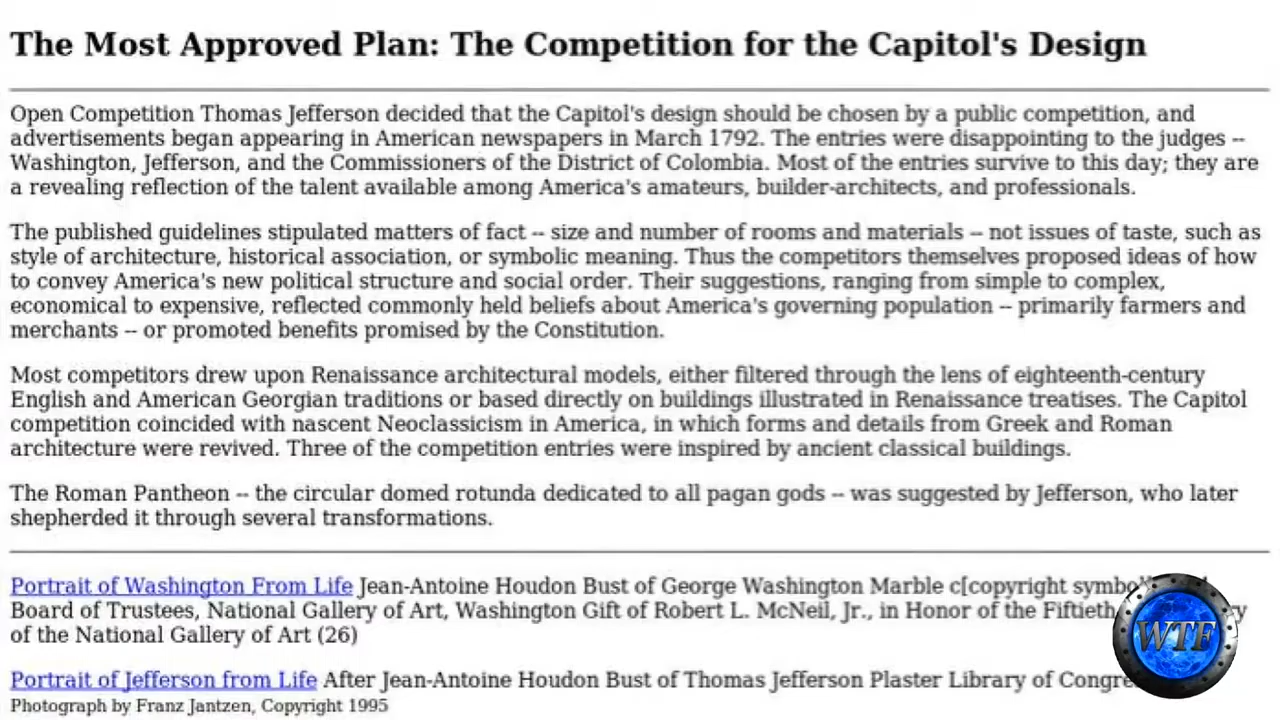 The Most Approved Plan: The Competition for the Capitol's Design
Open Competition Thomas Jefferson decided that the Capitol's design should be chosen by a public competition, and
advertisements began appearing in American newspapers in March 1792. The entries were disappointing to the judges --
Washington, Jefferson, and the Commissioners of the District of Colombia. Most of the entries survive to this day; they are
a revealing reflection of the talent available among America's amateurs, builder-architects, and professionals.
The published guidelines stipulated matters of fact -- size and number of rooms and materials -- not issues of taste, such as
style of architecture, historical association, or symbolic meaning. Thus the competitors themselves proposed ideas of how
to convey America's new political structure and social order. Their suggestions, ranging from simple to complex,
economical to expensive, reflected commonly held beliefs about America's governing population -- primarily farmers and
merchants -- or promoted benefits promised by the Constitution.
Most competitors drew upon Renaissance architectural models, either filtered through the lens of eighteenth-century
English and American Georgian traditions or based directly on buildings illustrated in Renaissance treatises. The Capitol
competition coincided with nascent Neoclassicism in America, in which forms and details from Greek and Roman
architecture were revived. Three of the competition entries were inspired by ancient classical buildings.
The Roman Pantheon -- the circular domed rotunda dedicated to all pagan gods -- was suggested by Jefferson, who later
shepherded it through several transformations.
Portrait of Washington From Life Jean-Antoine Houdon Bust of George Washington Marble c[copyright
Board of Trustees, National Gallery of Art, Washington Gift of Robert L. McNeil, Jr., in Honor of the Fiftieth
of the National Gallery of Art (26)
WTF
Portrait of Jefferson from Life After Jean-Antoine Houdon Bust of Thomas Jefferson Plaster Library of
Photograph by Franz Jantzen, Copyright 1995